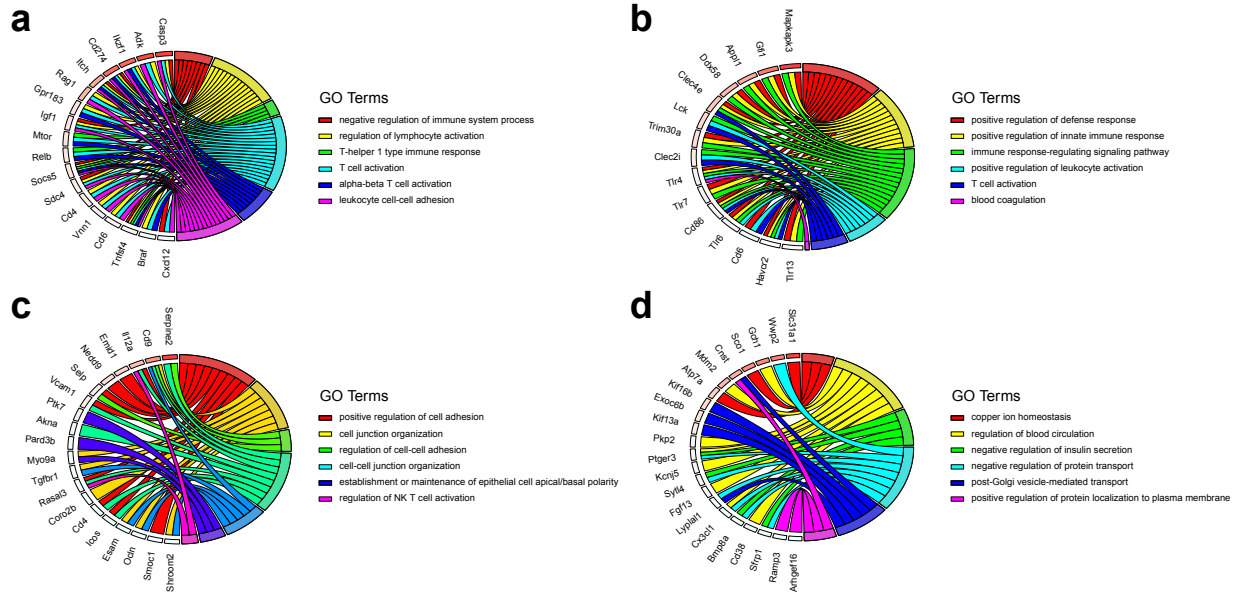 a
Casp3
Adk
Ikzf1
Cd274
Itch
Rag1
Gpr183
Igf1
Mtor
Relb
Socs5
Sdc4
Cd4
Vnn1
Cd6
Tnfsf4
Braf
Cxcl12
GO Terms
negative regulation of immune system process
regulation of lymphocyte activation
T-helper 1 type immune response
T cell activation
alpha-beta T cell activation
leukocyte cell-cell adhesion
b
Mapkapk3
Gfi1
Appl1
Ddx58
Clec4e
Lck
Trim30a
Clec2i
Tlr4
Tlr7
Cd86
Tlr6
Cd6
Havcr2
Tlr13
GO Terms
positive regulation of defense response
positive regulation of innate immune response
immune response-regulating signaling pathway
positive regulation of leukocyte activation
T cell activation
blood coagulation
c
Serpine2
Cd9
Il12a
Emid1
Nedd9
Selp
Vcam1
Ptk7
Akna
Pard3b
Myo9a
Tgfbr1
Rasal3
Coro2b
Cd4
Icos
Esam
Ocln
Smoc1
Shroom2
GO Terms
positive regulation of cell adhesion
cell junction organization
regulation of cell-cell adhesion
cell-cell junction organization
establishment or maintenance of epithelial cell apical/basal polarity
regulation of NK T cell activation
d
Slc31a1
Wwp2
Gch1
Sco1
Cnst
Mdm2
Atp7a
Kif16b
Exoc6b
Kif13a
Pkp2
Ptger3
Kcnj5
Sytl4
Fgf13
Lyplal1
Cx3cl1
Bmp8a
Cd38
Sfrp1
Ramp3
Arhgef16
GO Terms
copper ion homeostasis
regulation of blood circulation
negative regulation of insulin secretion
negative regulation of protein transport
post-Golgi vesicle-mediated transport
positive regulation of protein localization to plasma membrane